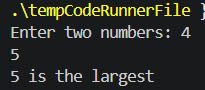 .\tempCodeRunnerFile }
Enter two numbers: 4
5
5 is the largest